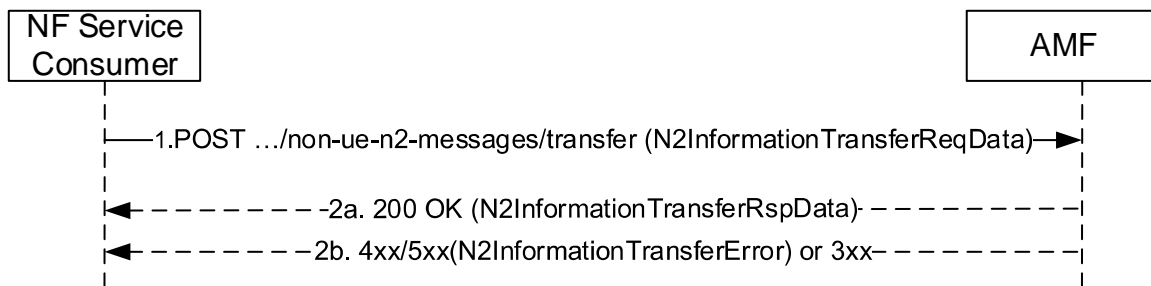 NF Service
Consumer
AMF
1.POST …/non-ue-n2-messages/transfer (N2InformationTransferReqData)
2a. 200 OK (N2InformationTransferRspData)
2b. 4xx/5xx(N2InformationTransferError) or 3xx